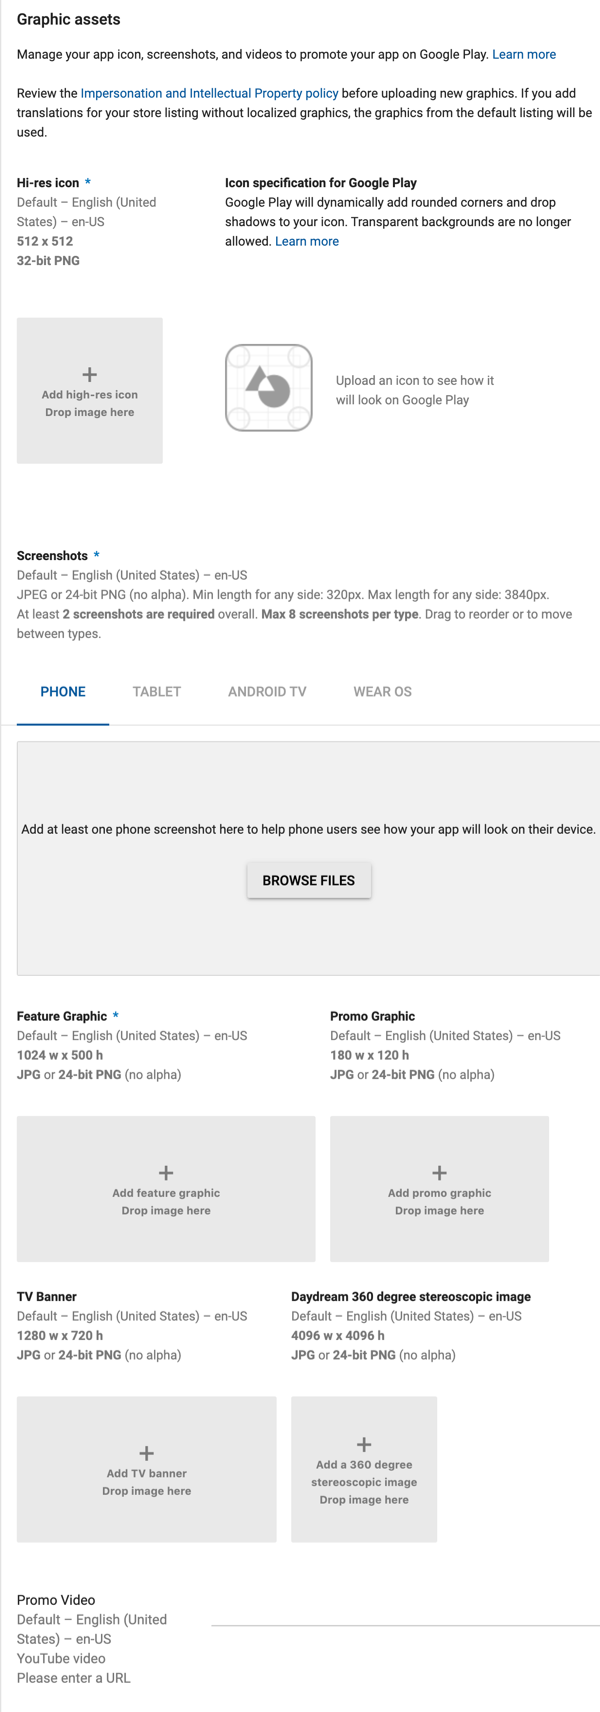 Graphic assets
Manage your app icon, screenshots, and videos to promote your app on Google Play. Learn more
Review the Impersonation and Intellectual Property policy before uploading new graphics. If you add
translations for your store listing without localized graphics, the graphics from the default listing will be
used.
Hi-res icon *
Default – English (United
States) – en-US
512 x 512
32-bit PNG
Icon specification for Google Play
Google Play will dynamically add rounded corners and drop
shadows to your icon. Transparent backgrounds are no longer
allowed. Learn more
+
Add high-res icon
Drop image here
Upload an icon to see how it
will look on Google Play
Screenshots *
Default – English (United States) – en-US
JPEG or 24-bit PNG (no alpha). Min length for any side: 320px. Max length for any side: 3840px.
At least 2 screenshots are required overall. Max 8 screenshots per type. Drag to reorder or to move
between types.
PHONE TABLET ANDROID TV WEAR OS
Add at least one phone screenshot here to help phone users see how your app will look on their device.
BROWSE FILES
Feature Graphic *
Default – English (United States) – en-US
1024 w x 500 h
JPG or 24-bit PNG (no alpha)
Promo Graphic
Default – English (United States) – en-US
180 w x 120 h
JPG or 24-bit PNG (no alpha)
+
Add feature graphic
Drop image here
+
Add promo graphic
Drop image here
TV Banner
Default – English (United States) – en-US
1280 w x 720 h
JPG or 24-bit PNG (no alpha)
Daydream 360 degree stereoscopic image
Default – English (United States) – en-US
4096 w x 4096 h
JPG or 24-bit PNG (no alpha)
+
Add TV banner
Drop image here
+
Add a 360 degree
stereoscopic image
Drop image here
Promo Video
Default – English (United
States) – en-US
YouTube video
Please enter a URL